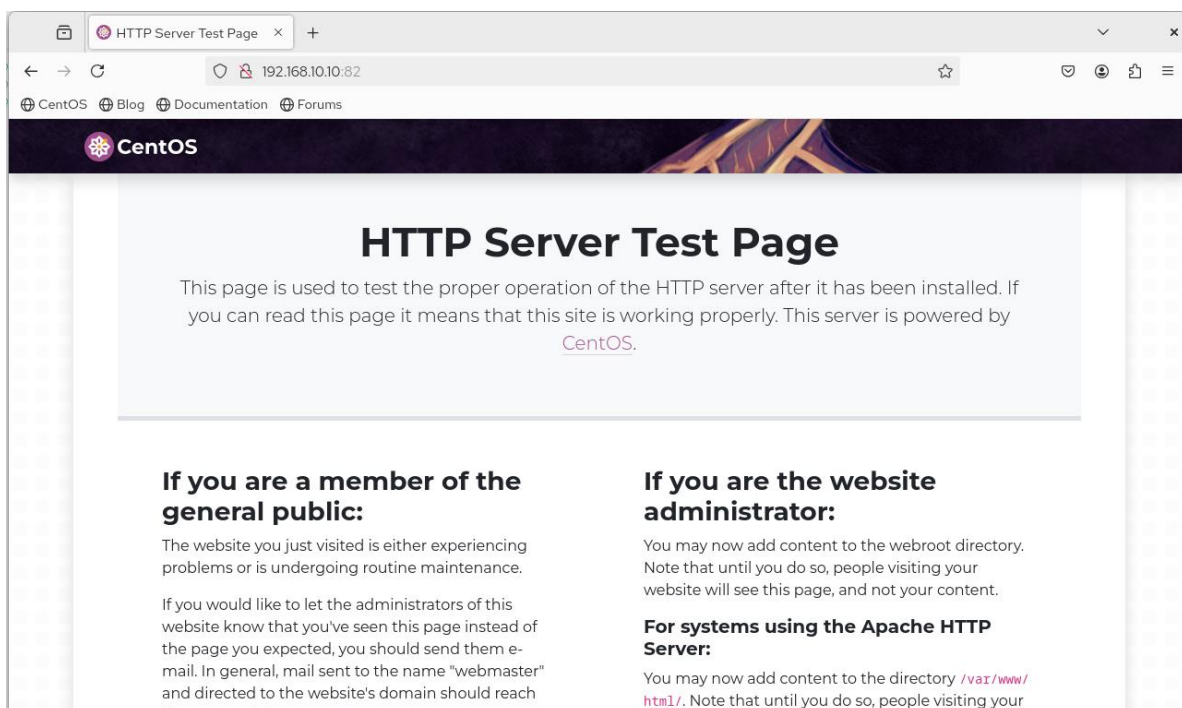 HTTP Server Test Page
192.168.10.10:82
CentOS Blog Documentation Forums
CentOS
HTTP Server Test Page
This page is used to test the proper operation of the HTTP server after it has been installed. If
you can read this page it means that this site is working properly. This server is powered by
CentOS.
If you are a member of the
general public:
The website you just visited is either experiencing
problems or is undergoing routine maintenance.
If you would like to let the administrators of this
website know that you've seen this page instead of
the page you expected, you should send them e-
mail. In general, mail sent to the name "webmaster"
and directed to the website's domain should reach
If you are the website
administrator:
You may now add content to the webroot directory.
Note that until you do so, people visiting your
website will see this page, and not your content.
For systems using the Apache HTTP
Server:
You may now add content to the directory /var/www/
html/. Note that until you do so, people visiting your